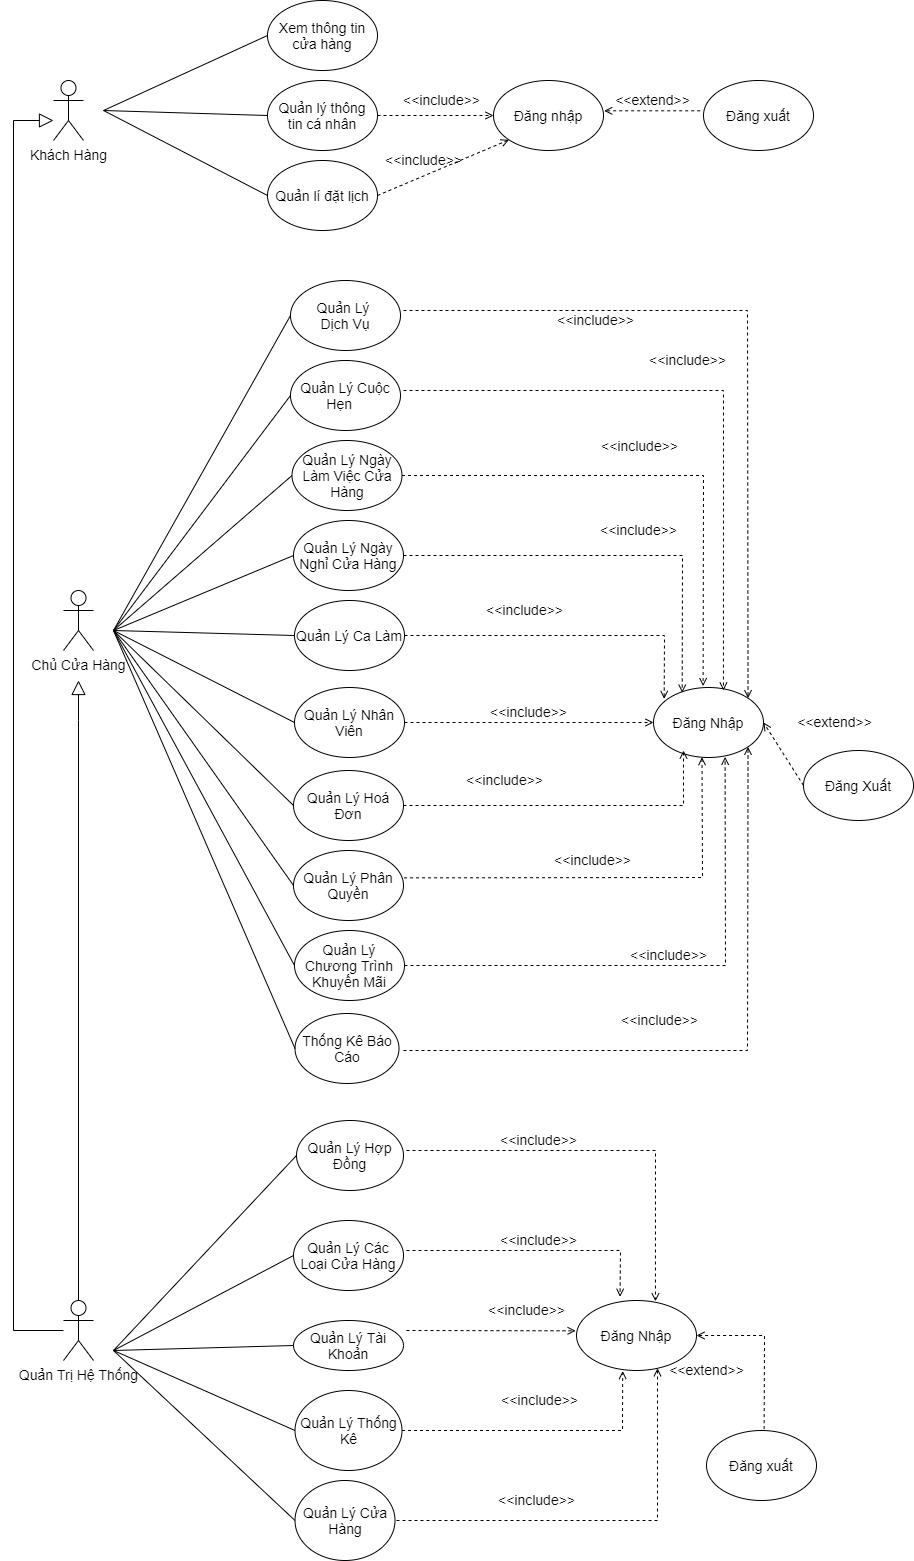 Xem thông tin
cửa hàng
Quản lý thông
tin cá nhân
<<include>>
Đăng nhập
<<extend>>
Đăng xuất
Khách Hàng
<<include>>
Quản lí đặt lịch
Quản Lý
Dịch Vụ
<<include>>
Quản Lý Cuộc
Hẹn
<<include>>
Quản Lý Ngày
Làm Việc Cửa
Hàng
<<include>>
Quản Lý Ngày
Nghỉ Cửa Hàng
<<include>>
Quản Lý Ca Làm
<<include>>
Chủ Cửa Hàng
Quản Lý Nhân
Viên
<<include>>
Đăng Nhập
<<extend>>
Đăng Xuất
Quản Lý Hoá
Đơn
<<include>>
Quản Lý Phân
Quyền
<<include>>
Quản Lý
Chương Trình
Khuyến Mãi
<<include>>
Thống Kê Báo
Cáo
<<include>>
Quản Lý Hợp
Đồng
<<include>>
Quản Lý Các
Loại Cửa Hàng
<<include>>
Quản Lý Tài
Khoản
<<include>>
Đăng Nhập
<<extend>>
Quản Trị Hệ Thống
Quản Lý Thống
Kê
<<include>>
Đăng xuất
Quản Lý Cửa
Hàng
<<include>>